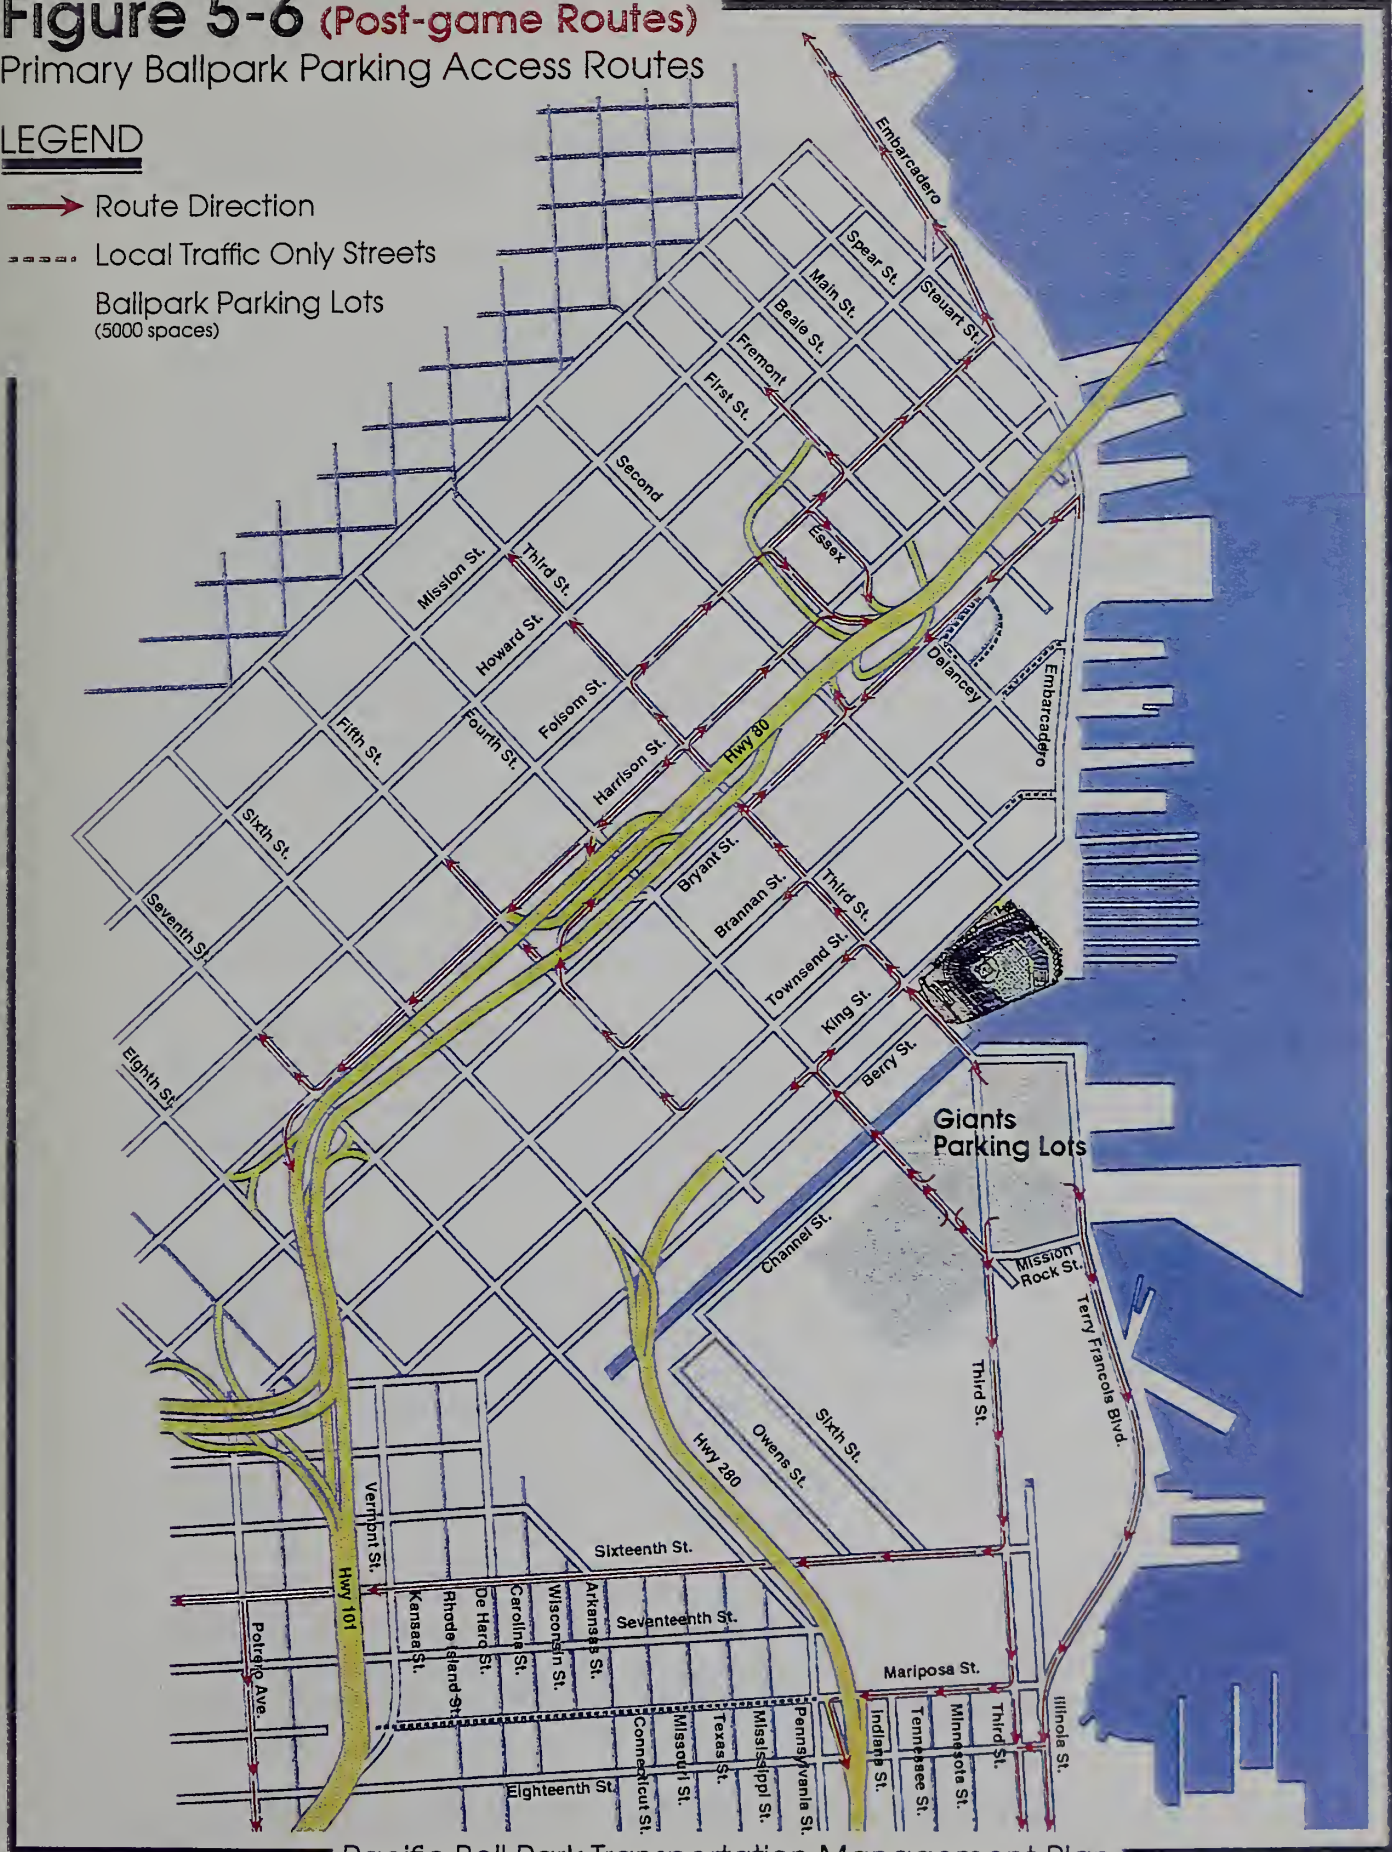 Figure 5-6 (Post-game Routes)
Primary Ballpark Parking Access Routes
LEGEND
Route Direction
Local Traffic Only Streets
Ballpark Parking Lots
(5000 spaces)
Embarcadero
Spear St.
Steuart St.
Main St.
Beale St.
Fremont
First St.
Second
Essex
Third St.
Mission St.
Howard St.
Folsom St.
Fourth St.
Fifth St.
Harrison St.
Hwy 80
Delancey
Embarcadero
Sixth St.
Bryant St.
Brannan St.
Third St.
Seventh St.
Townsend St.
King St.
Berry St.
Eighth St.
Giants
Parking Lots
Channel St.
Mission
Rock St.
Terry Francois Blvd.
Third St.
Sixth St.
Owens St.
Hwy 280
Vermont St.
Sixteenth St.
Hwy 101
Kansas St.
Rhode Island St.
De Haro St.
Carolina St.
Wisconsin St.
Arkansas St.
Seventeenth St.
Potrero Ave.
Mariposa St.
Connecticut St.
Missouri St.
Texas St.
Mississippi St.
Pennsylvania St.
Indiana St.
Tennessee St.
Minnesota St.
Third St.
Illinois St.
Eighteenth St.
Pacific Bell Park Transportation Management Plan